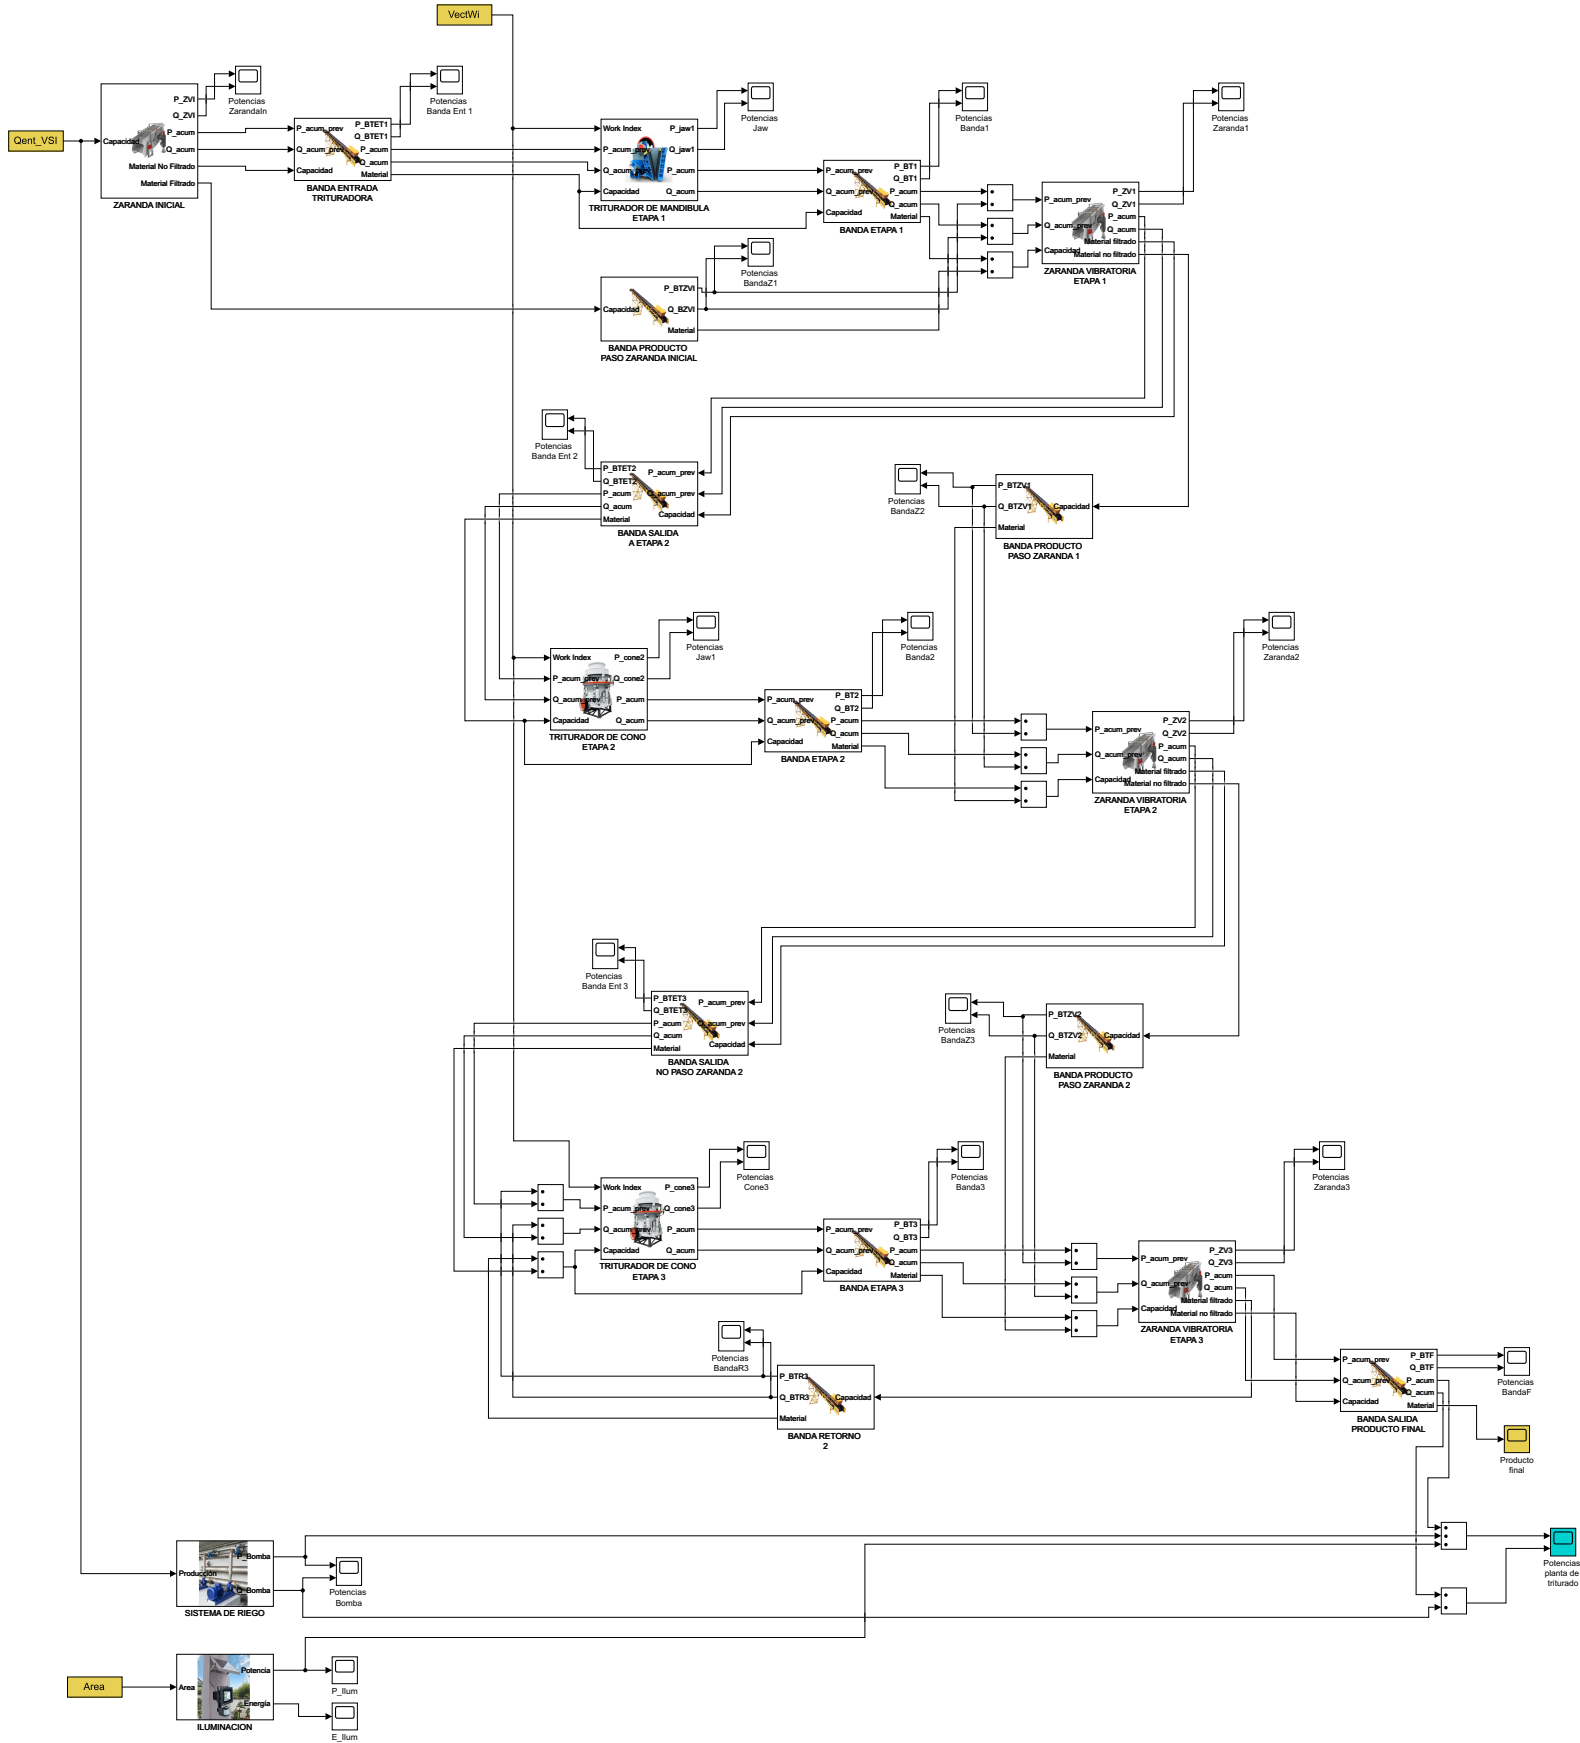 VectWi
Qent_VSI
Capacidad
P_ZVI
Q_ZVI
P_acum
Q_acum
Material No Filtrado
Material Filtrado
ZARANDA INICIAL
Potencias
ZarandaIn
P_acum_prev
Q_acum_prev
Capacidad
P_BTET1
Q_BTET1
P_acum
Q_acum
Material
BANDA ENTRADA
TRITURADORA
Potencias
Banda Ent 1
Work Index
P_acum_prev
Q_acum_prev
Capacidad
P_jaw1
Q_jaw1
P_acum
Q_acum
TRITURADOR DE MANDIBULA
ETAPA 1
Potencias
Jaw
P_acum_prev
Q_acum_prev
Capacidad
P_BT1
Q_BT1
P_acum
Q_acum
Material
BANDA ETAPA 1
Potencias
Banda1
P_acum_prev
Q_acum_prev
Capacidad
P_ZV1
Q_ZV1
P_acum
Q_acum
Material filtrado
Material no filtrado
ZARANDA VIBRATORIA
ETAPA 1
Potencias
Zaranda1
Capacidad
P_BTZVI
Q_BZVI
Material
BANDA PRODUCTO
PASO ZARANDA INICIAL
Potencias
BandaZ1
Potencias
Banda Ent 2
P_BTET2
Q_BTET2
P_acum
Q_acum
Material
P_acum_prev
Q_acum_prev
Capacidad
BANDA SALIDA
A ETAPA 2
Potencias
BandaZ2
P_BTZV1
Q_BTZV1
Material
Capacidad
BANDA PRODUCTO
PASO ZARANDA 1
Work Index
P_acum_prev
Q_acum_prev
Capacidad
P_cone2
Q_cone2
P_acum
Q_acum
TRITURADOR DE CONO
ETAPA 2
Potencias
Jaw1
P_acum_prev
Q_acum_prev
Capacidad
P_BT2
Q_BT2
P_acum
Q_acum
Material
BANDA ETAPA 2
Potencias
Banda2
P_acum_prev
Q_acum_prev
Capacidad
P_ZV2
Q_ZV2
P_acum
Q_acum
Material filtrado
Material no filtrado
ZARANDA VIBRATORIA
ETAPA 2
Potencias
Zaranda2
Potencias
Banda Ent 3
P_BTET3
Q_BTET3
P_acum
Q_acum
Material
P_acum_prev
Q_acum_prev
Capacidad
BANDA SALIDA
NO PASO ZARANDA 2
Potencias
BandaZ3
P_BTZV2
Q_BTZV2
Material
Capacidad
BANDA PRODUCTO
PASO ZARANDA 2
Work Index
P_acum_prev
Q_acum_prev
Capacidad
P_cone3
Q_cone3
P_acum
Q_acum
TRITURADOR DE CONO
ETAPA 3
Potencias
Cone3
P_acum_prev
Q_acum_prev
Capacidad
P_BT3
Q_BT3
P_acum
Q_acum
Material
BANDA ETAPA 3
Potencias
Banda3
P_acum_prev
Q_acum_prev
Capacidad
P_ZV3
Q_ZV3
P_acum
Q_acum
Material filtrado
Material no filtrado
ZARANDA VIBRATORIA
ETAPA 3
Potencias
Zaranda3
Potencias
BandaR3
P_BTR3
Q_BTR3
Material
Capacidad
BANDA RETORNO
2
P_acum_prev
Q_acum_prev
Capacidad
P_BTF
Q_BTF
P_acum
Q_acum
Material
BANDA SALIDA
PRODUCTO FINAL
Potencias
BandaF
Producto
final
Producción
P_Bomba
Q_Bomba
SISTEMA DE RIEGO
Potencias
Bomba
Potencias
planta de
triturado
Area
Area
Potencia
Energía
ILUMINACION
P_Ilum
E_Ilum